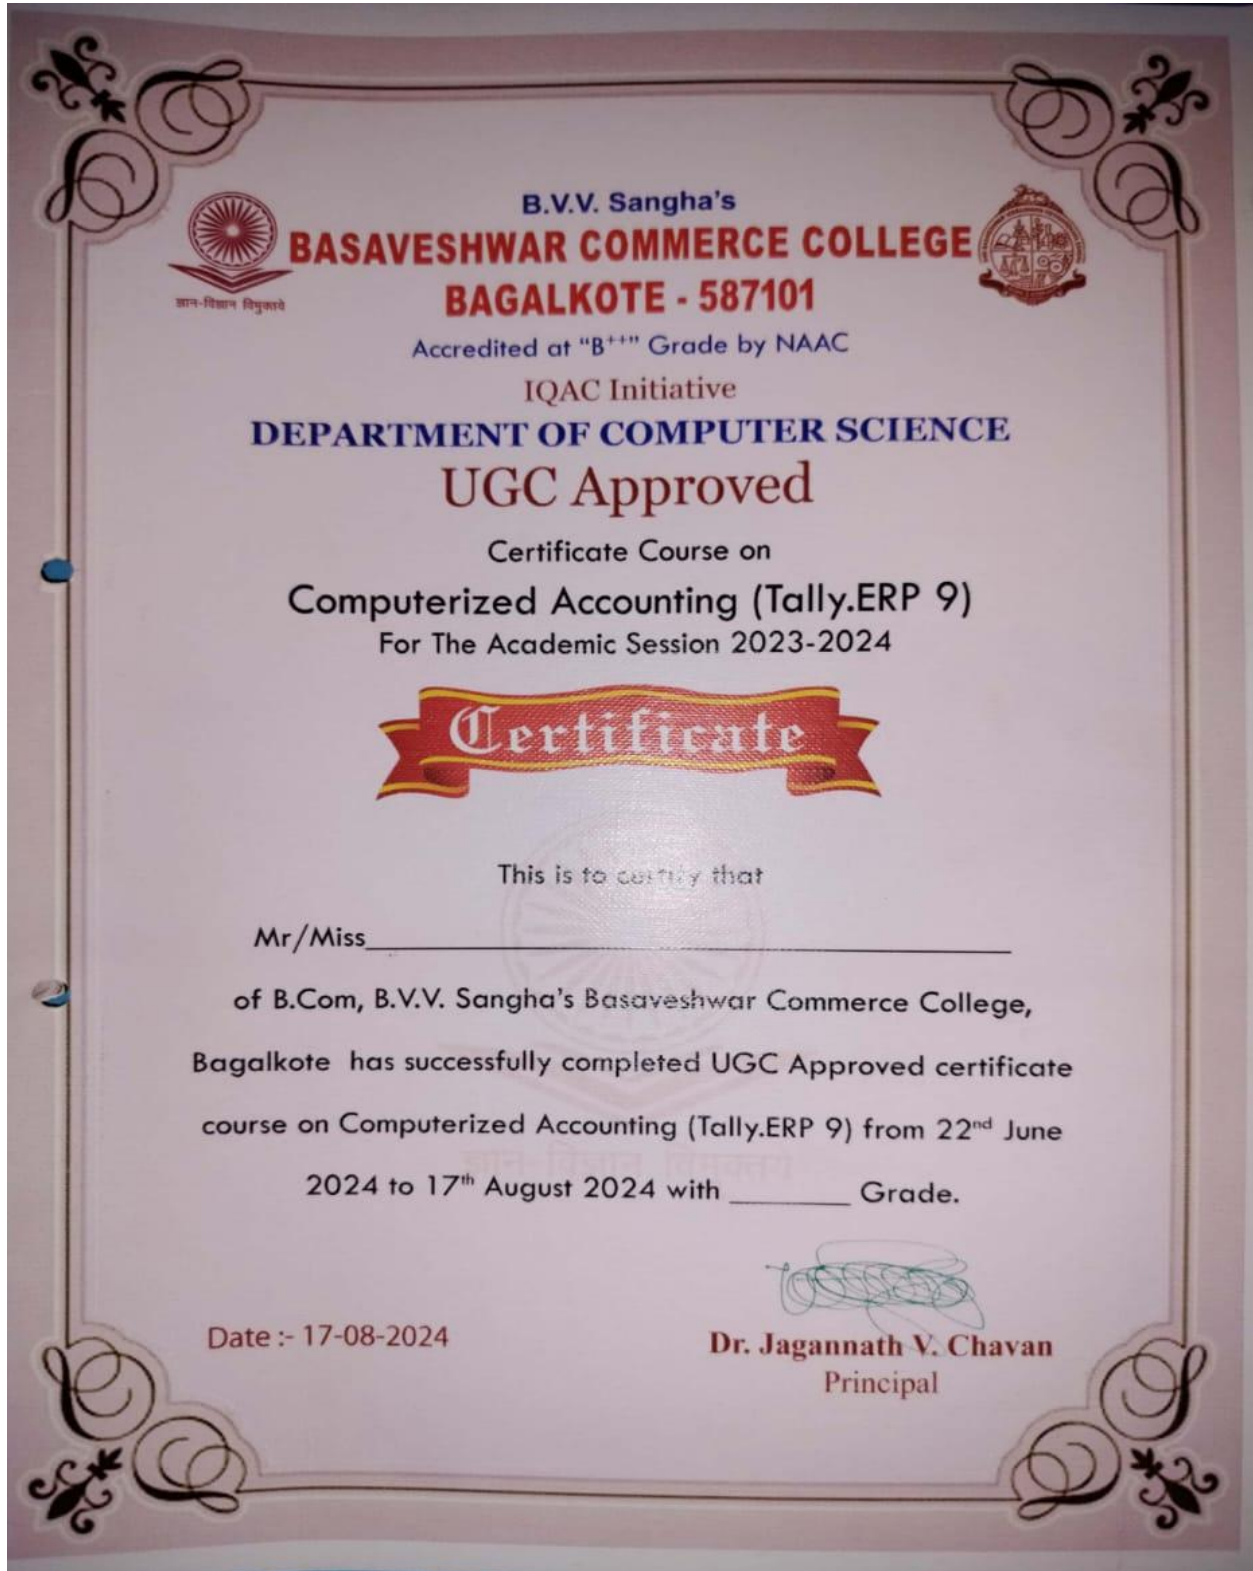 B.V.V. Sangha's
BASAVESHWAR COMMERCE COLLEGE
BAGALKOTE - 587101
ज्ञान-विज्ञान विमुक्तये
Accredited at "B++" Grade by NAAC
IQAC Initiative
DEPARTMENT OF COMPUTER SCIENCE
UGC Approved
Certificate Course on
Computerized Accounting (Tally.ERP 9)
For The Academic Session 2023-2024
Certificate
This is to certify that
Mr/Miss
of B.Com, B.V.V. Sangha's Basaveshwar Commerce College,
Bagalkote has successfully completed UGC Approved certificate
course on Computerized Accounting (Tally.ERP 9) from 22nd June
ज्ञान-विज्ञान विमुक्तये
2024 to 17th August 2024 with ________ Grade.
Date :- 17-08-2024
Dr. Jagannath V. Chavan
Principal